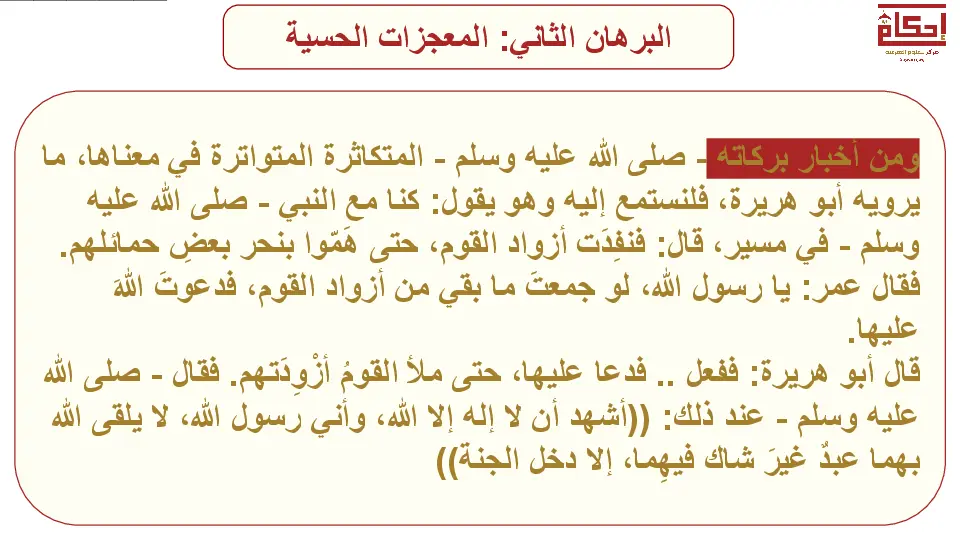 إحكام
البرهان الثاني: المعجزات الحسية
ومن أخبار بركاته - صلى الله عليه وسلم - المتكاثرة المتواترة في معناها، ما
يرويه أبو هريرة، فلنستمع إليه وهو يقول: كنا مع النبي - صلى الله عليه
وسلم - في مسير، قال: فنفِدَت أزواد القوم، حتى هَمّوا بنحر بعضِ حمائلهم.
فقال عمر: يا رسول الله، لو جمعتَ ما بقي من أزواد القوم، فدعوتَ اللهَ
عليها.
قال أبو هريرة: ففعل .. فدعا عليها، حتى ملأ القومُ أزْوِدَتهم. فقال - صلى الله
عليه وسلم - عند ذلك: ((أشهد أن لا إله إلا الله، وأني رسول الله، لا يلقى الله
بهما عبدٌ غيرَ شاك فيهِما، إلا دخل الجنة))